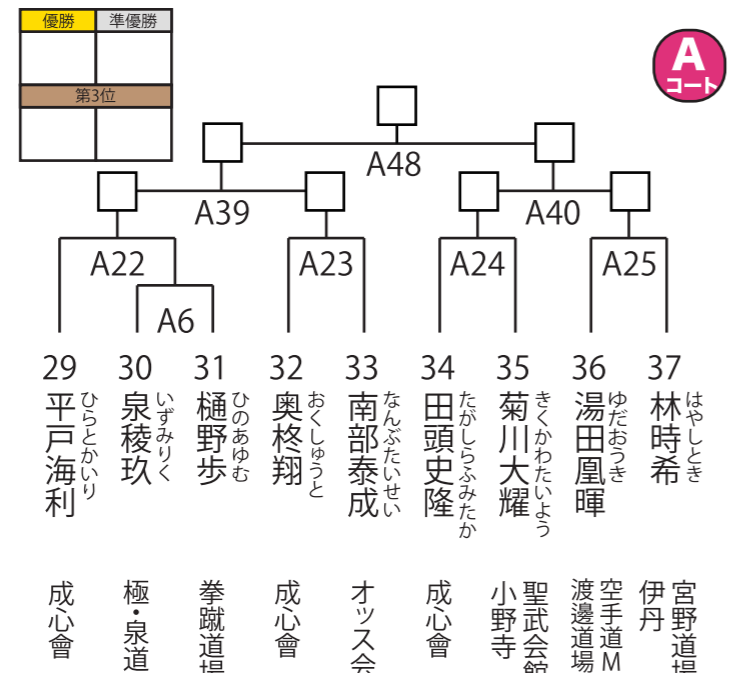 優勝 準優勝
第3位
A
コート
A48
A39
A40
A22
A23
A24
A25
A6
29
ひらとかいり
平戸海利
成心會
30
いずみりく
泉稜玖
極・泉道
31
ひのあゆむ
樋野歩
拳蹴道場
32
おくしゅうと
奥柊翔
成心會
33
なんぶたいせい
南部泰成
オッス会
34
たがしらふみたか
田頭史隆
成心會
35
きくかわたいよう
菊川大耀
聖武会館
小野寺
36
ゆだおうき
湯田凰暉
空手道M
渡邊道場
37
はやしとき
林時希
宮野道場
伊丹